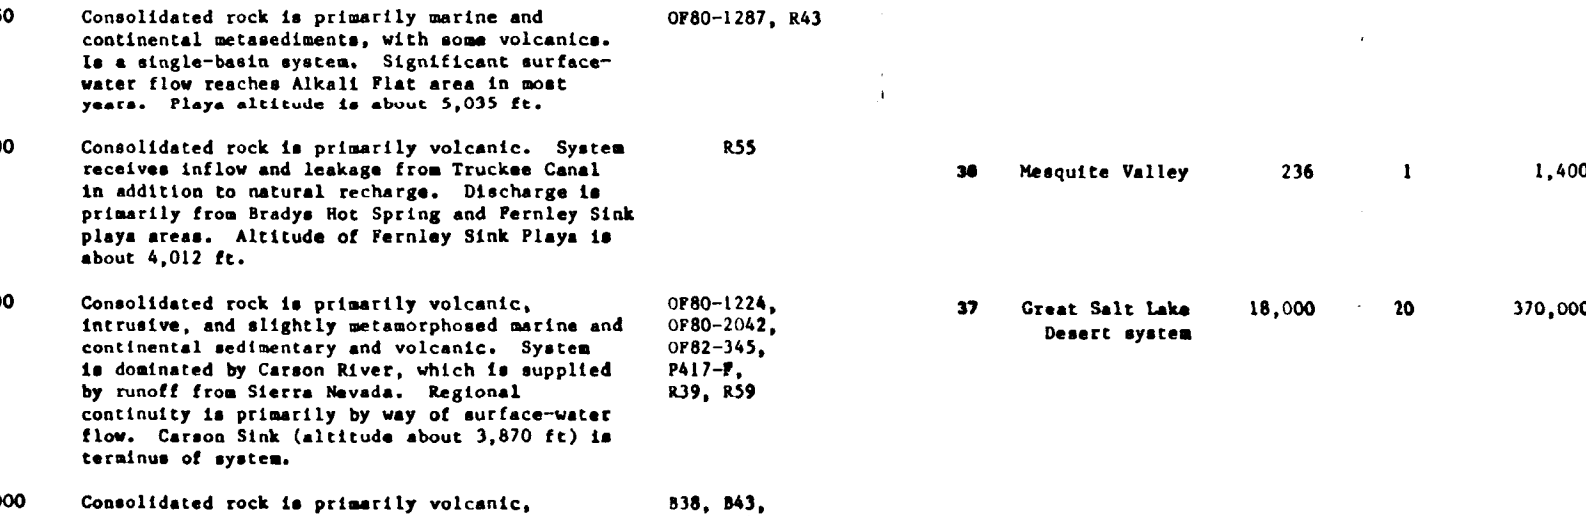 50 Consolidated rock is primarily marine and OF80-1287, R43
continental metasediments, with some volcanics.
Is a single-basin system. Significant surface-
water flow reaches Alkali Flat area in most
years. Playa altitude is about 5,035 ft.
00 Consolidated rock is primarily volcanic. System R55
receives inflow and leakage from Truckee Canal
in addition to natural recharge. Discharge is
primarily from Bradys Hot Spring and Fernley Sink
playa areas. Altitude of Fernley Sink Playa is
about 4,012 ft.
00 Consolidated rock is primarily volcanic, OF80-1224,
intrusive, and slightly metamorphosed marine and OF80-2042,
continental sedimentary and volcanic. System OF82-345,
is dominated by Carson River, which is supplied P417-F,
by runoff from Sierra Nevada. Regional R39, R59
continuity is primarily by way of surface-water
flow. Carson Sink (altitude about 3,870 ft) is
terminus of system.
000 Consolidated rock is primarily volcanic, B38, B43,
Mesquite Valley 236 1 1,400
37 Great Salt Lake 18,000 20 370,000
Desert system